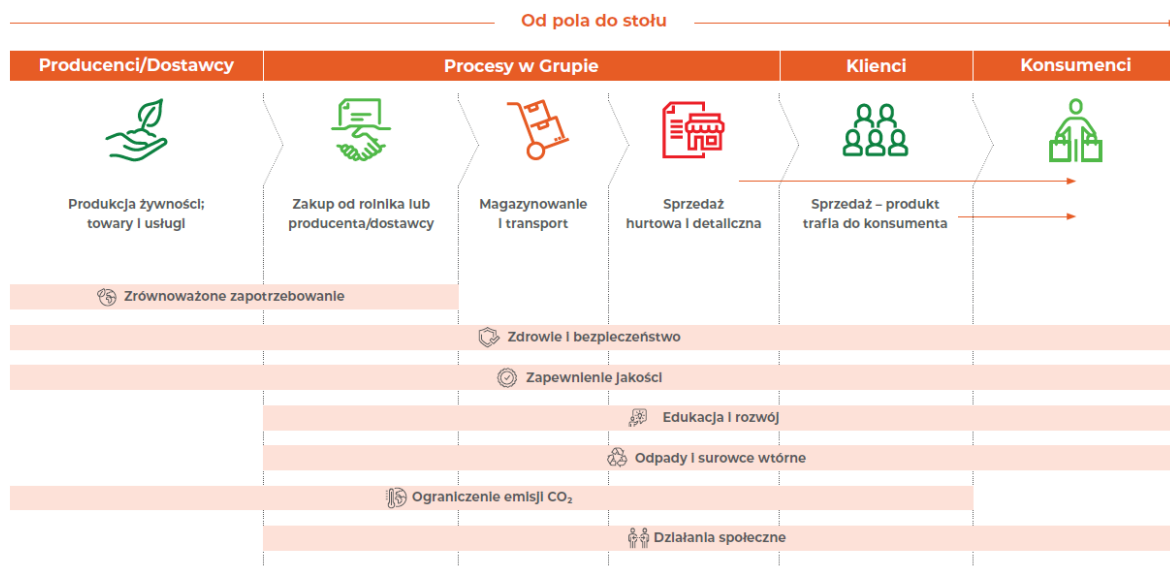 Od pola do stołu
Producenci/Dostawcy
Procesy w Grupie
Klienci
Konsumenci
Produkcja żywności;
towary i usługi
Zakup od rolnika lub
producenta/dostawcy
Magazynowanie
i transport
Sprzedaż
hurtowa i detaliczna
Sprzedaż – produkt
trafia do konsumenta
Zrównoważone zapotrzebowanie
Zdrowie i bezpieczeństwo
Zapewnienie jakości
Edukacja i rozwój
Odpady i surowce wtórne
Ograniczenie emisji CO₂
Działania społeczne